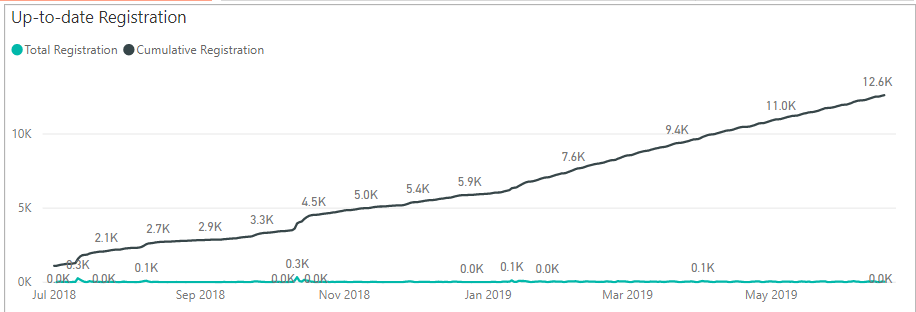 Up-to-date Registration
Total Registration Cumulative Registration
12.6K
11.0K
10K
9.4K
7.6K
5.9K
5.4K
5.0K
5K
4.5K
3.3K
2.9K
2.7K
2.1K
0K 0.0K 0.3K 0.0K 0.1K 0.0K 0.3K 0.0K 0.0K 0.1K 0.0K 0.1K 0.0K
Jul 2018 Sep 2018 Nov 2018 Jan 2019 Mar 2019 May 2019